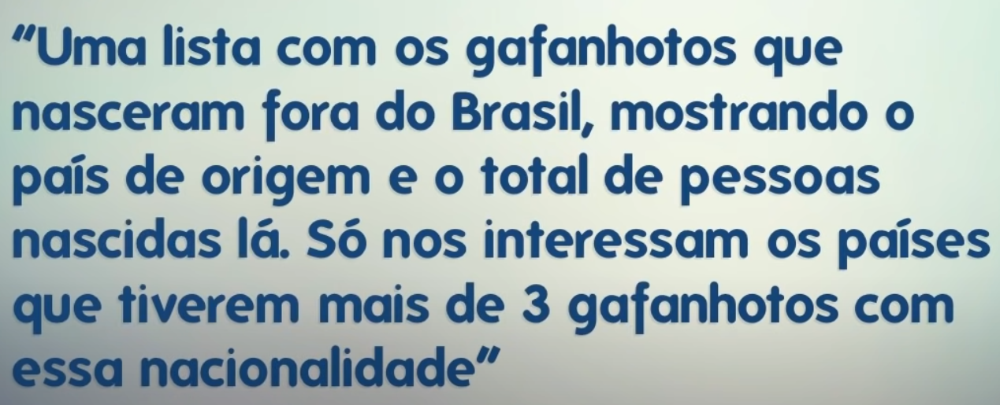 “Uma lista com os gafanhotos que
nasceram fora do Brasil, mostrando o
país de origem e o total de pessoas
nascidas lá. Só nos interessam os países
que tiverem mais de 3 gafanhotos com
essa nacionalidade”